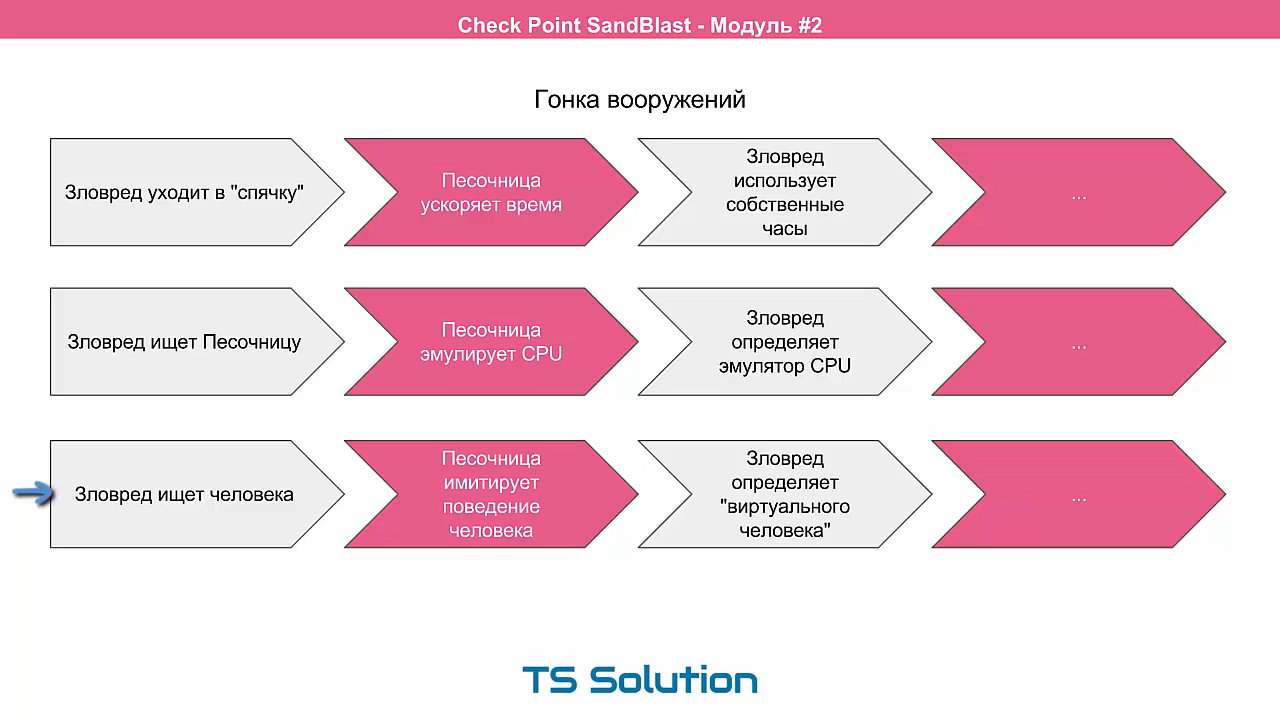 Check Point SandBlast - Модуль #2
Гонка вооружений
Зловред уходит в "спячку"
Песочница
ускоряет время
Зловред
использует
собственные
часы
...
Зловред ищет Песочницу
Песочница
эмулирует CPU
Зловред
определяет
эмулятор CPU
...
Зловред ищет человека
Песочница
имитирует
поведение
человека
Зловред
определяет
"виртуального
человека"
...
TS Solution